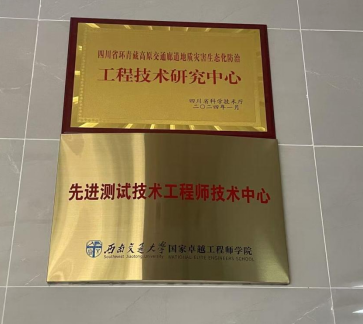 四川省环青藏高原交通廊道地质灾害生态化防治
工程技术研究中心
四川省科学技术厅
二〇二四年一月
先进测试技术工程师技术中心
西南交通大学 国家卓越工程师学院
Southwest Jiaotong University